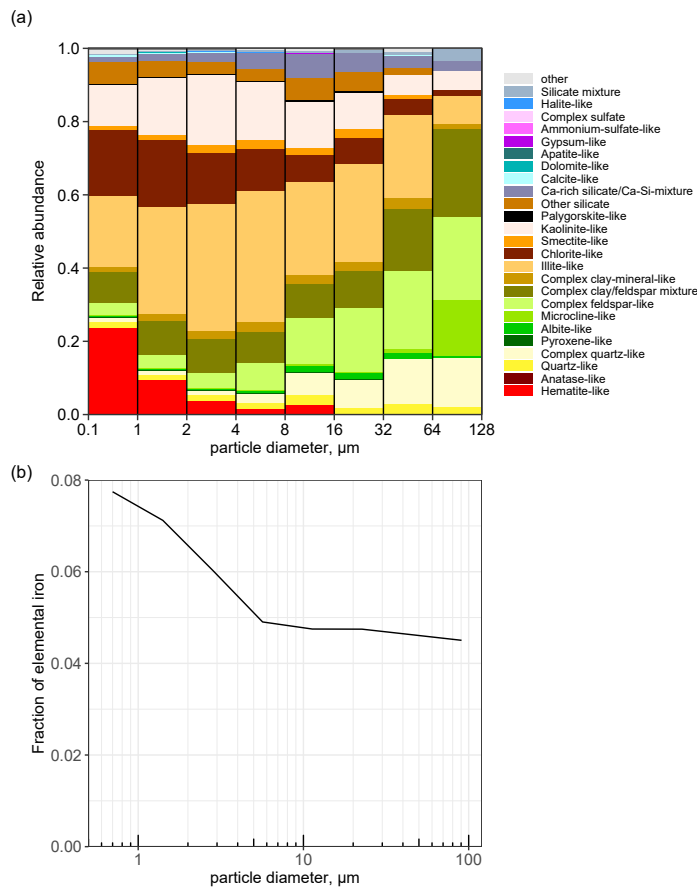 (a)
1.0
0.8
0.6
0.4
0.2
0.0
Relative abundance
0.1 1 2 4 8 16 32 64 128
particle diameter, µm
other
Silicate mixture
Halite-like
Complex sulfate
Ammonium-sulfate-like
Gypsum-like
Apatite-like
Dolomite-like
Calcite-like
Ca-rich silicate/Ca-Si-mixture
Other silicate
Palygorskite-like
Kaolinite-like
Smectite-like
Chlorite-like
Illite-like
Complex clay-mineral-like
Complex clay/feldspar mixture
Complex feldspar-like
Microcline-like
Albite-like
Pyroxene-like
Complex quartz-like
Quartz-like
Anatase-like
Hematite-like
(b)
0.08
0.06
0.04
0.02
0.00
Fraction of elemental iron
1 10 100
particle diameter, µm